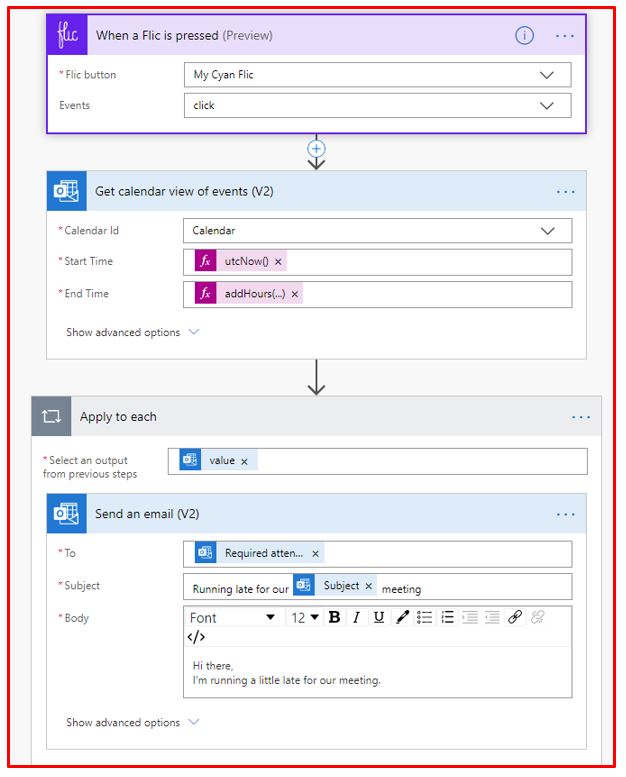 flic When a Flic is pressed (Preview)
* Flic button My Cyan Flic
Events click
Get calendar view of events (V2)
* Calendar Id Calendar
* Start Time fx utcNow() ×
* End Time fx addHours(...) ×
Show advanced options
Apply to each
* Select an output
from previous steps
value ×
Send an email (V2)
* To Required atten... ×
* Subject Running late for our Subject × meeting
* Body Font 12 B I U
</>
Hi there,
I'm running a little late for our meeting.
Show advanced options